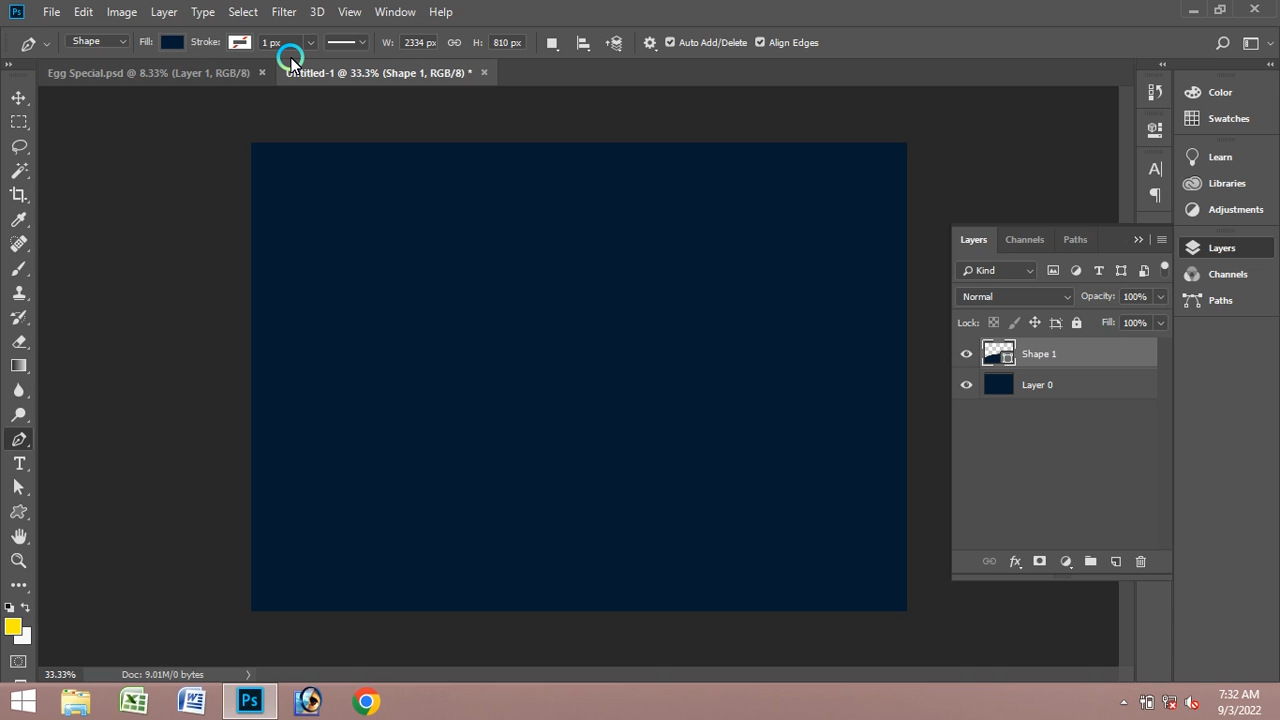 Ps File Edit Image Layer Type Select Filter 3D View Window Help
Shape Fill: Stroke: 1 px W: 2334 px H: 810 px Auto Add/Delete Align Edges
Egg Special.psd @ 8.33% (Layer 1, RGB/8) × Untitled-1 @ 33.3% (Shape 1, RGB/8) * ×
Color
Swatches
Learn
Libraries
Adjustments
Layers
Channels
Paths
Layers Channels Paths
Kind
Normal Opacity: 100%
Lock: Fill: 100%
Shape 1
Layer 0
fx
33.33% Doc: 9.01M/0 bytes
Ps
7:32 AM
9/3/2022